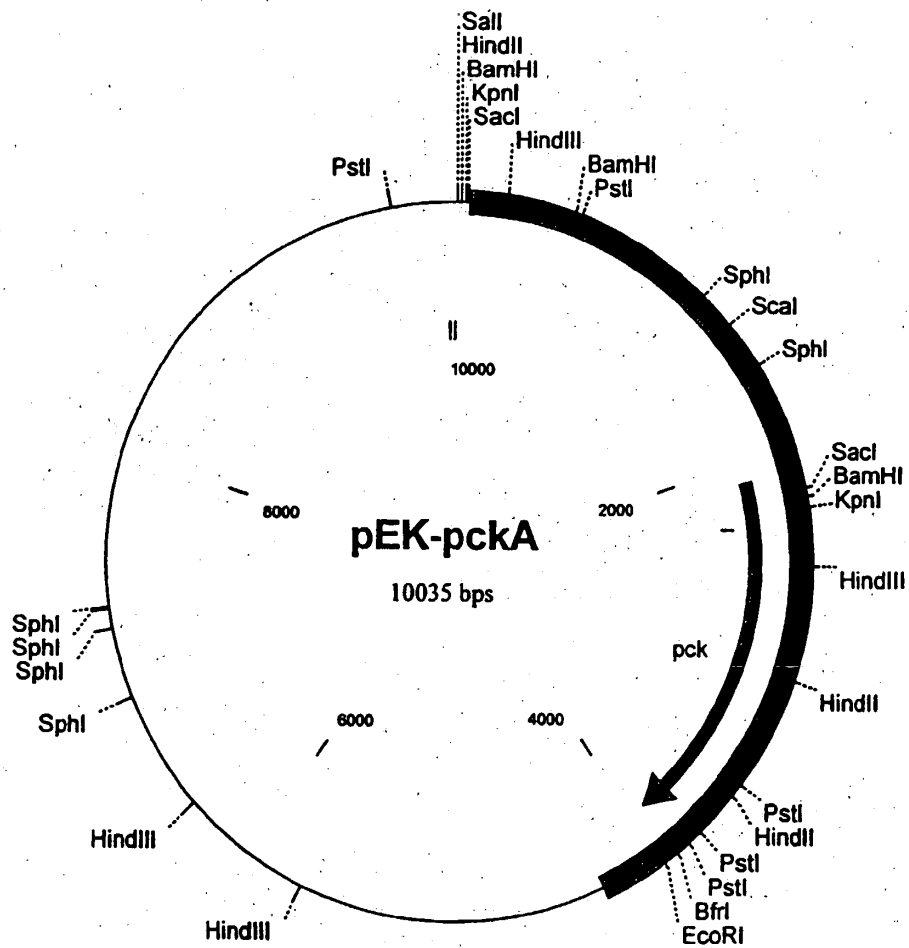 SalI
HindII
BamHI
KpnI
SacI
HindIII
BamHI
PstI
PstI
SphI
ScaI
SphI
II
10000
SacI
BamHI
KpnI
8000
2000
pEK-pckA
10035 bps
HindIII
SphI
SphI
SphI
pck
HindII
SphI
6000
4000
PstI
HindII
HindIII
PstI
PstI
BfrI
HindIII
EcoRI